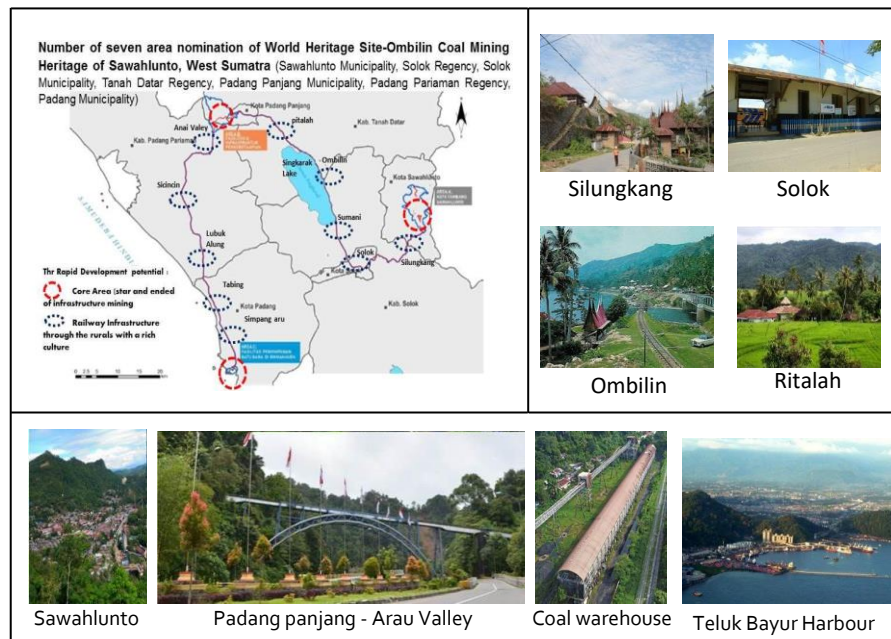 Number of seven area nomination of World Heritage Site-Ombilin Coal Mining
Heritage of Sawahlunto, West Sumatra (Sawahlunto Municipality, Solok Regency, Solok
Municipality, Tanah Datar Regency, Padang Panjang Municipality, Padang Pariaman Regency,
Padang Municipality)
Kota Padang Panjang
Anai Valey
pitalah
Kab. Tanah Datar
Kab. Padang Pariaman
Singkarak
Lake
Ombilin
Kota Sawahlunto
Sicincin
SAMUDERA HINDIA
Sumani
Lubuk
Alung
Solok
Silungkang
Thr Rapid Development potential :
Core Area (star and ended
of infrastructure mining
Railway Infrastructure
through the rurals with a rich
culture
Tabing
Kota Padang
Simpang aru
Kab. Solok
Silungkang
Solok
Ombilin
Ritalah
Sawahlunto
Padang panjang - Arau Valley
Coal warehouse
Teluk Bayur Harbour